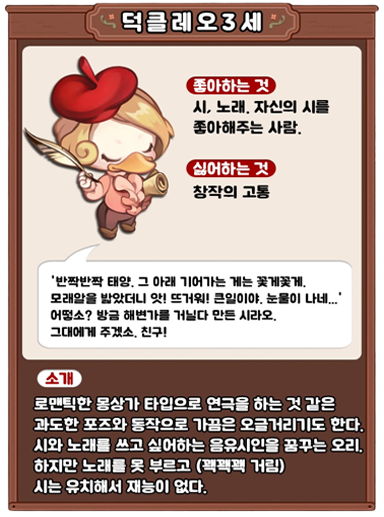 덕클레오3세
좋아하는 것
시, 노래, 자신의 시를
좋아해주는 사람.
싫어하는 것
창작의 고통
'반짝반짝 태양. 그 아래 기어가는 게는 꽃게꽃게.
모래알을 밟았더니 앗! 뜨거워! 큰일이야. 눈물이 나네...'
어떻소? 방금 해변가를 거닐다 만든 시라오.
그대에게 주겠소, 친구!
소개
로맨틱한 몽상가 타입으로 연극을 하는 것 같은
과도한 포즈와 동작으로 가끔은 오글거리기도 한다.
시와 노래를 쓰고 싶어하는 음유시인을 꿈꾸는 오리.
하지만 노래를 못 부르고 (꽥꽥꽥 거림)
시는 유치해서 재능이 없다.